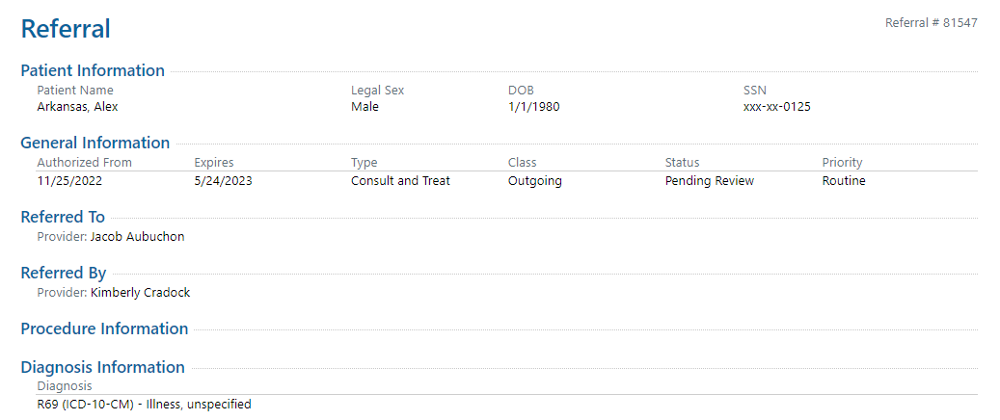 Referral
Referral # 81547
Patient Information
Patient Name Legal Sex DOB SSN
Arkansas, Alex Male 1/1/1980 xxx-xx-0125
General Information
Authorized From Expires Type Class Status Priority
11/25/2022 5/24/2023 Consult and Treat Outgoing Pending Review Routine
Referred To
Provider: Jacob Aubuchon
Referred By
Provider: Kimberly Cradock
Procedure Information
Diagnosis Information
Diagnosis
R69 (ICD-10-CM) - Illness, unspecified